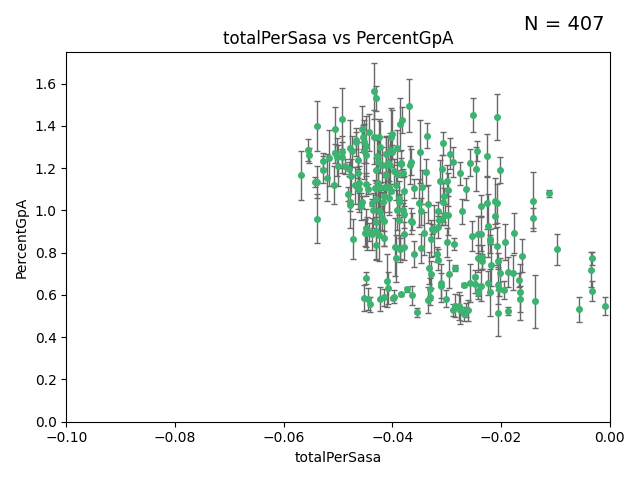 N = 407
totalPerSasa vs PercentGpA
PercentGpA
1.6
1.4
1.2
1.0
0.8
0.6
0.4
0.2
0.0
−0.10 −0.08 −0.06 −0.04 −0.02 0.00
totalPerSasa